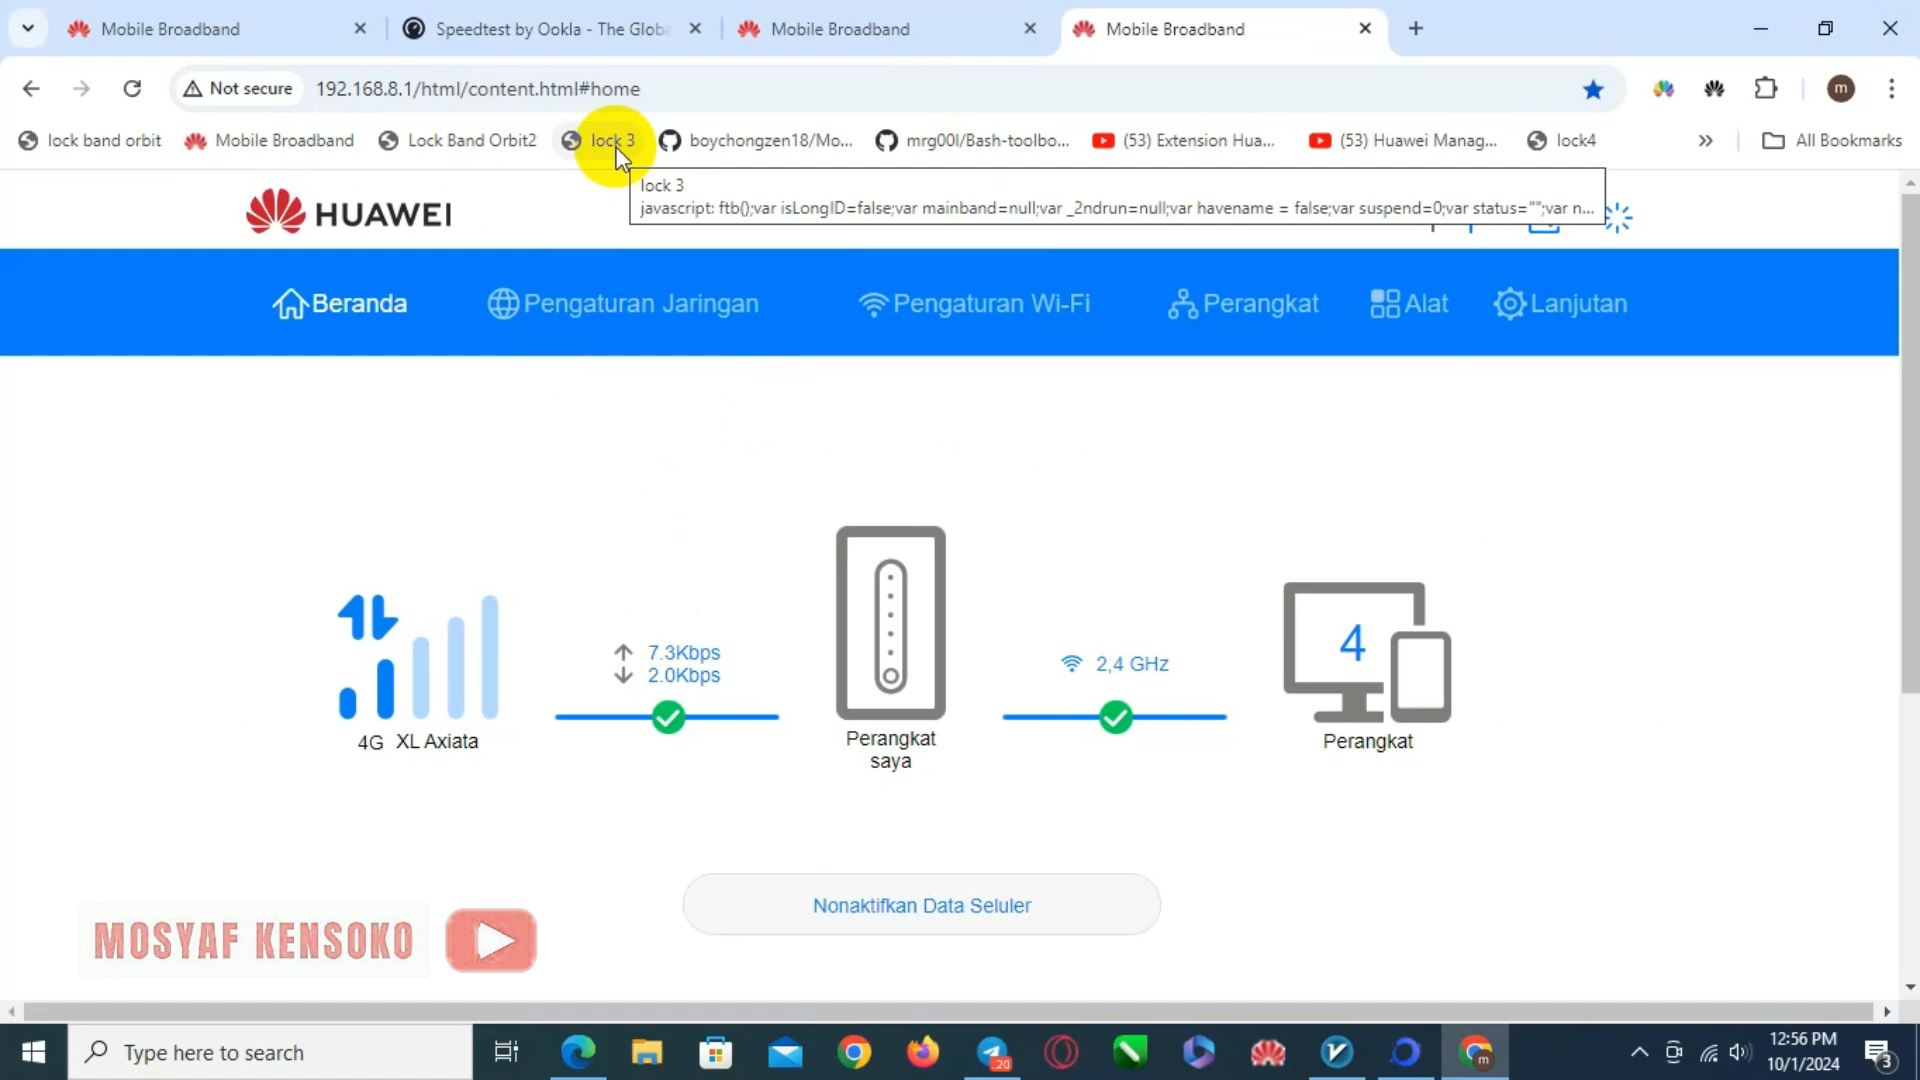 Mobile Broadband
Speedtest by Ookla - The Globa
Mobile Broadband
Mobile Broadband
Not secure
192.168.8.1/html/content.html#home
m
lock band orbit
Mobile Broadband
Lock Band Orbit2
lock 3
boychongzen18/Mo...
mrg00l/Bash-toolbo...
(53) Extension Hua...
(53) Huawei Manag...
lock4
All Bookmarks
lock 3
javascript: ftb();var isLongID=false;var mainband=null;var _2ndrun=null;var havename = false;var suspend=0;var status="";var n...
HUAWEI
Beranda
Pengaturan Jaringan
Pengaturan Wi-Fi
Perangkat
Alat
Lanjutan
7.3Kbps
2.0Kbps
2,4 GHz
4
4G XL Axiata
Perangkat
saya
Perangkat
Nonaktifkan Data Seluler
MOSYAF KENSOKO
Type here to search
20
m
12:56 PM
10/1/2024
3